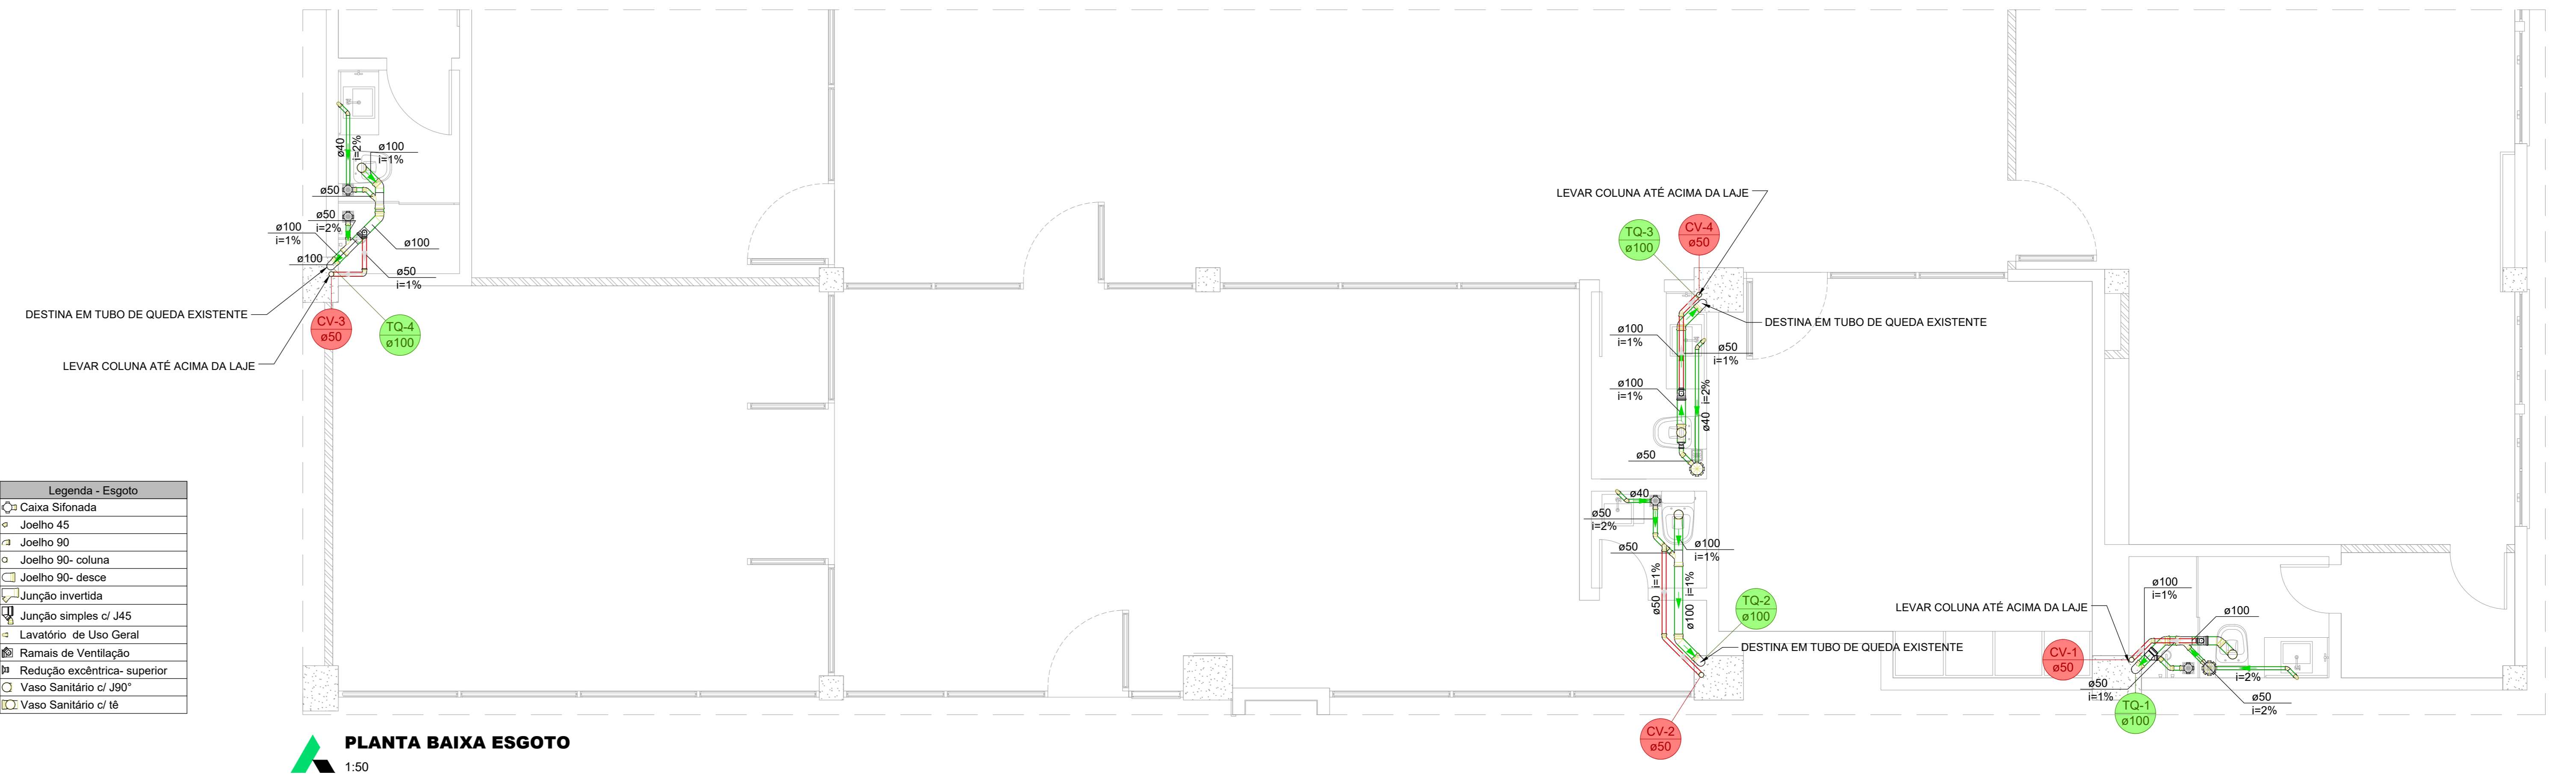 ø40
i=2%
ø100
i=1%
ø50
ø50
i=2%
ø100
i=1%
ø100
ø100
ø50
i=1%
DESTINA EM TUBO DE QUEDA EXISTENTE
CV-3
ø50
TQ-4
ø100
LEVAR COLUNA ATÉ ACIMA DA LAJE
LEVAR COLUNA ATÉ ACIMA DA LAJE
TQ-3
ø100
CV-4
ø50
DESTINA EM TUBO DE QUEDA EXISTENTE
ø100
i=1%
ø50
i=1%
ø100
i=1%
i=2%
ø40
ø50
ø40
ø50
i=2%
ø50
ø100
i=1%
i=1%
ø50
i=1%
ø100
TQ-2
ø100
DESTINA EM TUBO DE QUEDA EXISTENTE
CV-2
ø50
LEVAR COLUNA ATÉ ACIMA DA LAJE
ø100
i=1%
ø100
CV-1
ø50
ø50
i=1%
i=2%
ø50
i=2%
TQ-1
ø100
Legenda - Esgoto
Caixa Sifonada
Joelho 45
Joelho 90
Joelho 90- coluna
Joelho 90- desce
Junção invertida
Junção simples c/ J45
Lavatório de Uso Geral
Ramais de Ventilação
Redução excêntrica- superior
Vaso Sanitário c/ J90°
Vaso Sanitário c/ tê
PLANTA BAIXA ESGOTO
1:50